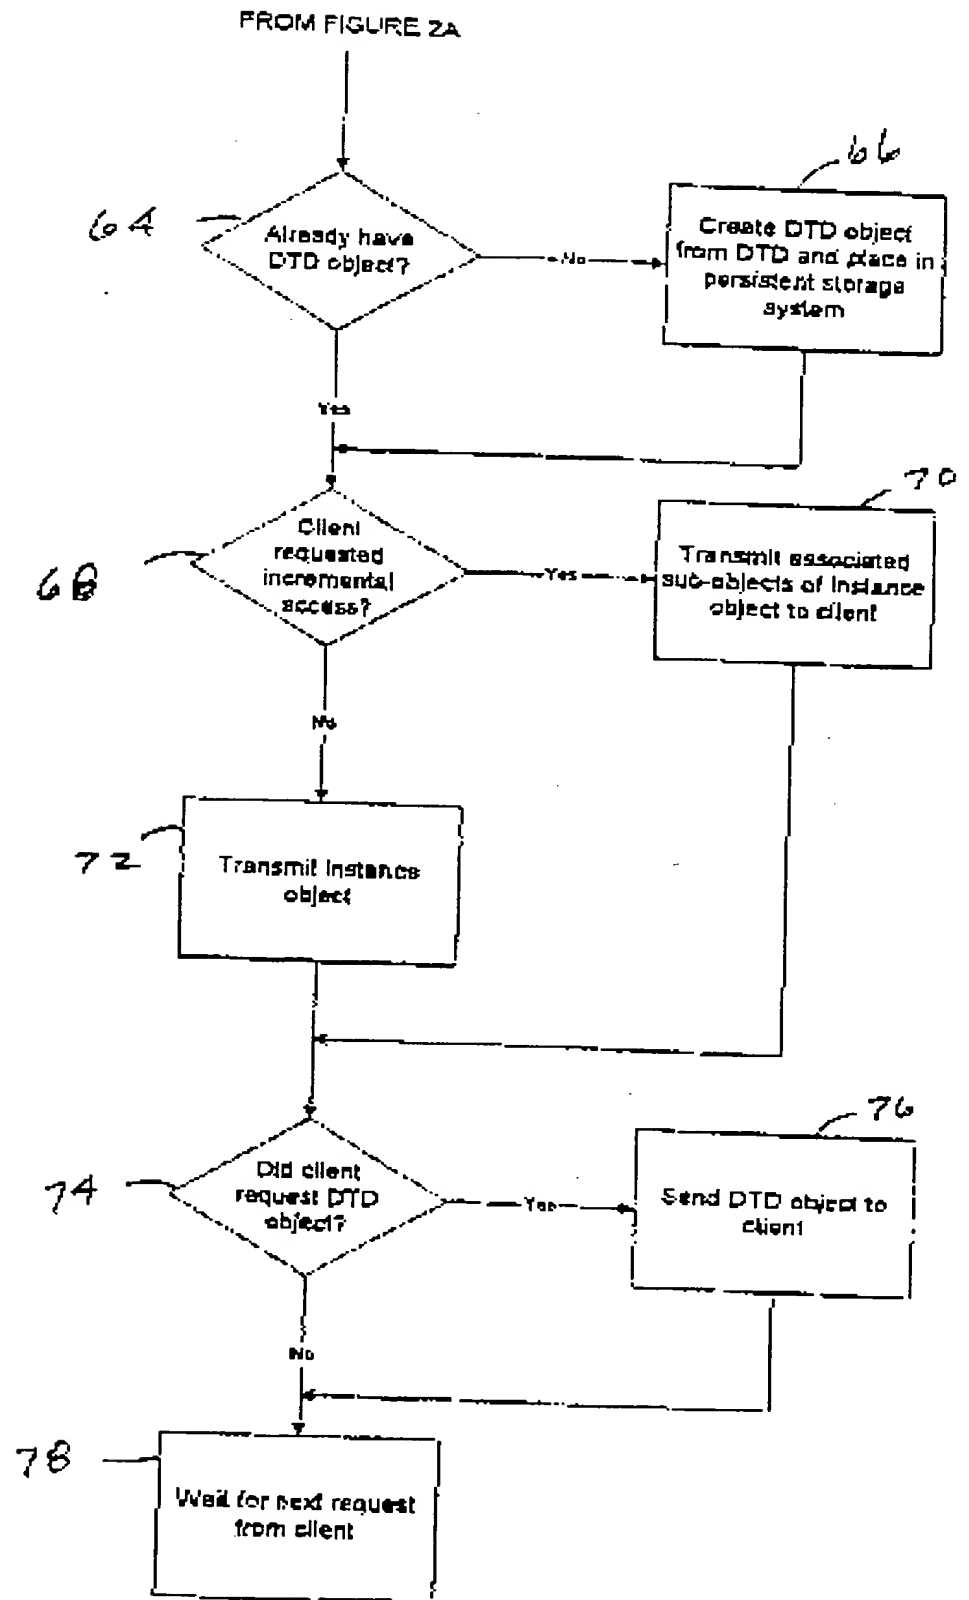 FROM FIGURE 2A
66
64
Already have
DTD object?
No
Create DTD object
from DTD and place in
persistent storage
system
Yes
70
68
Client
requested
incremental
access?
Yes
Transmit associated
sub-objects of instance
object to client
No
72
Transmit instance
object
76
74
Did client
request DTD
object?
Yes
Send DTD object to
client
No
78
Wait for next request
from client